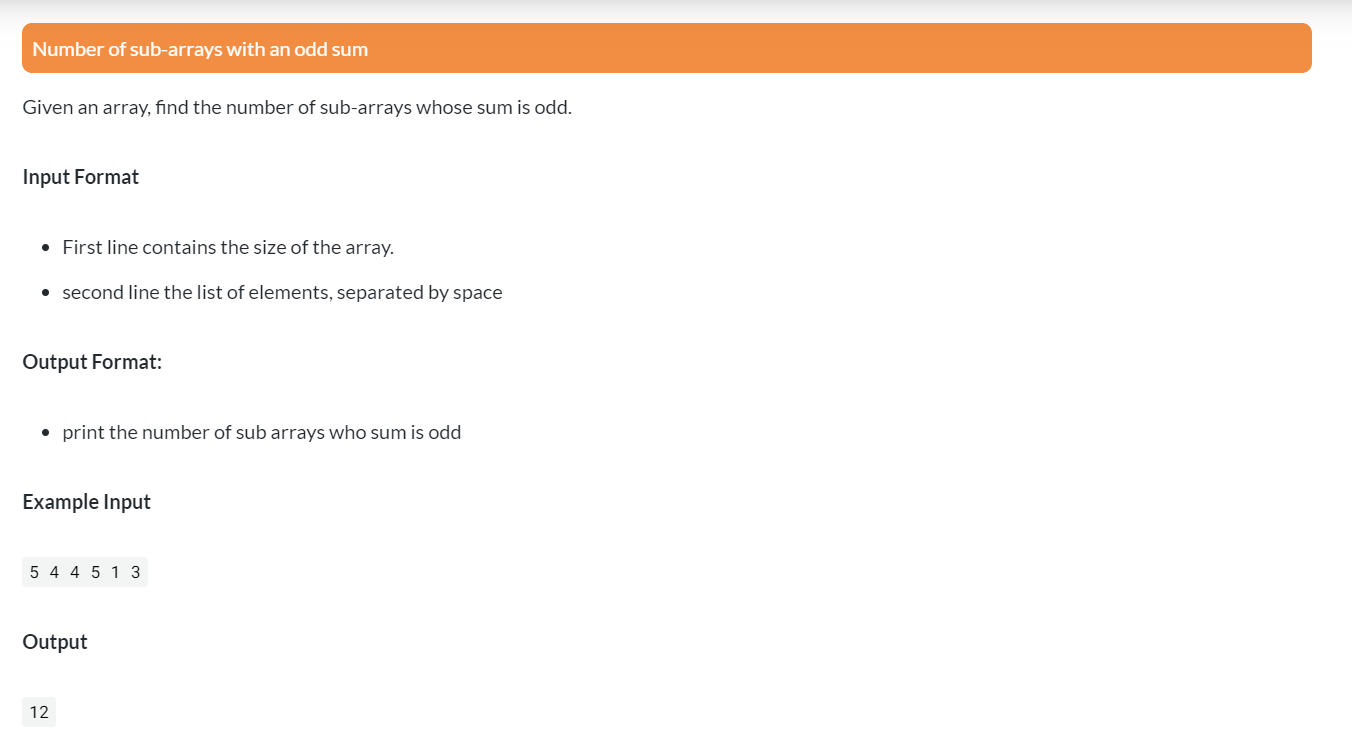 Number of sub-arrays with an odd sum
Given an array, find the number of sub-arrays whose sum is odd.
Input Format
First line contains the size of the array.
second line the list of elements, separated by space
Output Format:
print the number of sub arrays who sum is odd
Example Input
5 4 4 5 1 3
Output
12